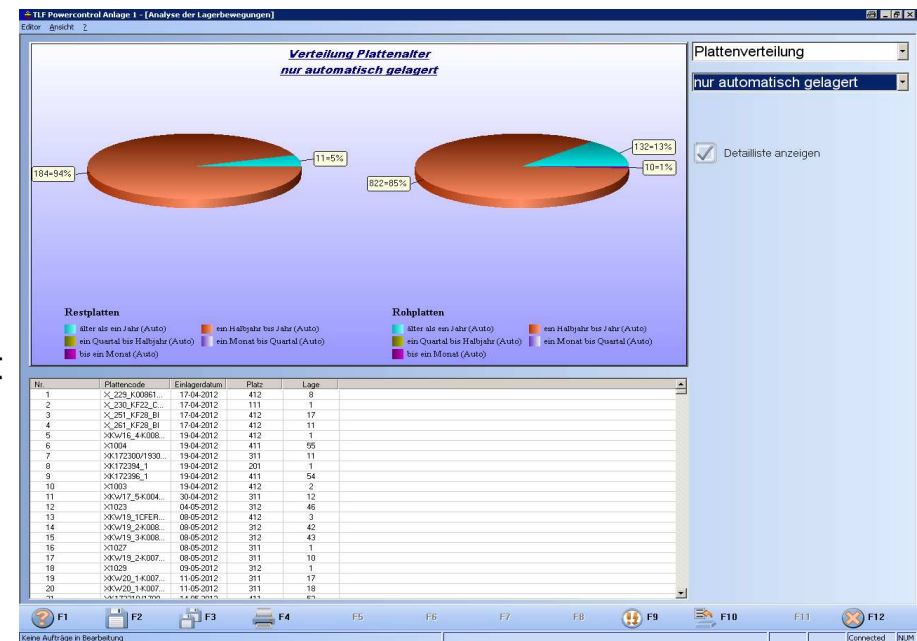 TLF Powercontrol Anlage 1 - [Analyse der Lagerbewegungen]
Editor Ansicht ?
Verteilung Plattenalter
nur automatisch gelagert
184=94%
11=5%
822=85%
132=13%
10=1%
Restplatten
älter als ein Jahr (Auto)
ein Halbjahr bis Jahr (Auto)
ein Quartal bis Halbjahr (Auto)
ein Monat bis Quartal (Auto)
bis ein Monat (Auto)
Rohplatten
älter als ein Jahr (Auto)
ein Halbjahr bis Jahr (Auto)
ein Quartal bis Halbjahr (Auto)
ein Monat bis Quartal (Auto)
bis ein Monat (Auto)
Plattenverteilung
nur automatisch gelagert
Detailliste anzeigen
Nr. Plattencode Einlagerdatum Platz Lage
1 X_229_K00861... 17-04-2012 412 8
2 X_230_KF22_C... 17-04-2012 111 1
3 X_251_KF28_BI 17-04-2012 412 17
4 X_261_KF28_BI 17-04-2012 412 11
5 XKW16_4-K008... 19-04-2012 412 1
6 X1004 19-04-2012 411 55
7 XK172300/1930... 19-04-2012 311 11
8 XK172394_1 19-04-2012 201 1
9 XK172396_1 19-04-2012 411 54
10 X1003 19-04-2012 412 2
11 XKW17_5-K004... 30-04-2012 311 12
12 X1023 04-05-2012 312 46
13 XKW19_1CFER... 08-05-2012 412 3
14 XKW19_2-K008... 08-05-2012 312 42
15 XKW19_3-K008... 08-05-2012 312 43
16 X1027 08-05-2012 311 1
17 XKW19_2-K007... 08-05-2012 311 10
18 X1029 09-05-2012 312 1
19 XKW20_1-K007... 11-05-2012 311 17
20 XKW20_1-K007... 11-05-2012 311 18
F1 F2 F3 F4 F5 F6 F7 F8 F9 F10 F11 F12
Keine Aufträge in Bearbeitung Connected NUM